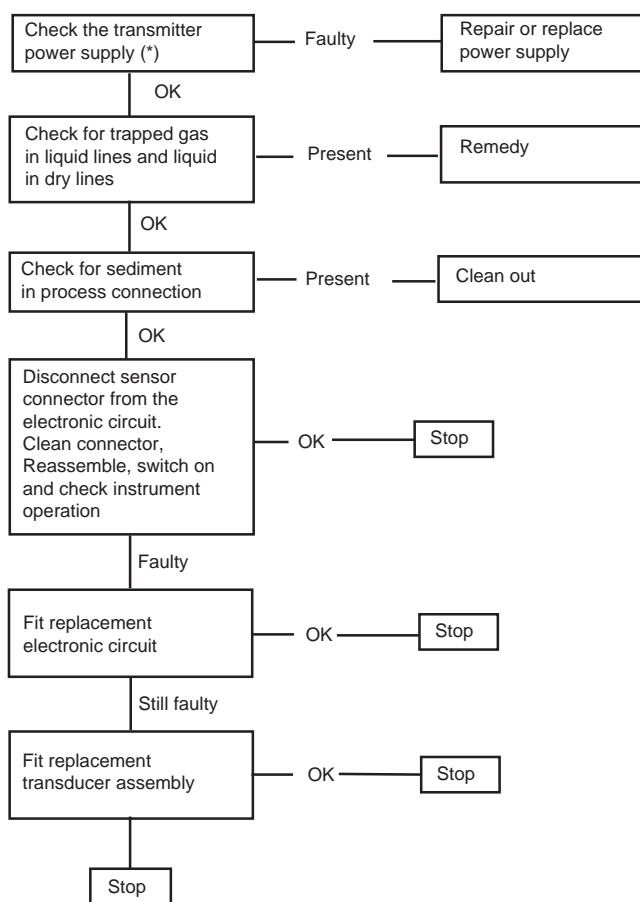 Check the transmitter
power supply (*)
Faulty
Repair or replace
power supply
OK
Check for trapped gas
in liquid lines and liquid
in dry lines
Present
Remedy
OK
Check for sediment
in process connection
Present
Clean out
OK
Disconnect sensor
connector from the
electronic circuit.
Clean connector,
Reassemble, switch on
and check instrument
operation
OK
Stop
Faulty
Fit replacement
electronic circuit
OK
Stop
Still faulty
Fit replacement
transducer assembly
OK
Stop
Stop